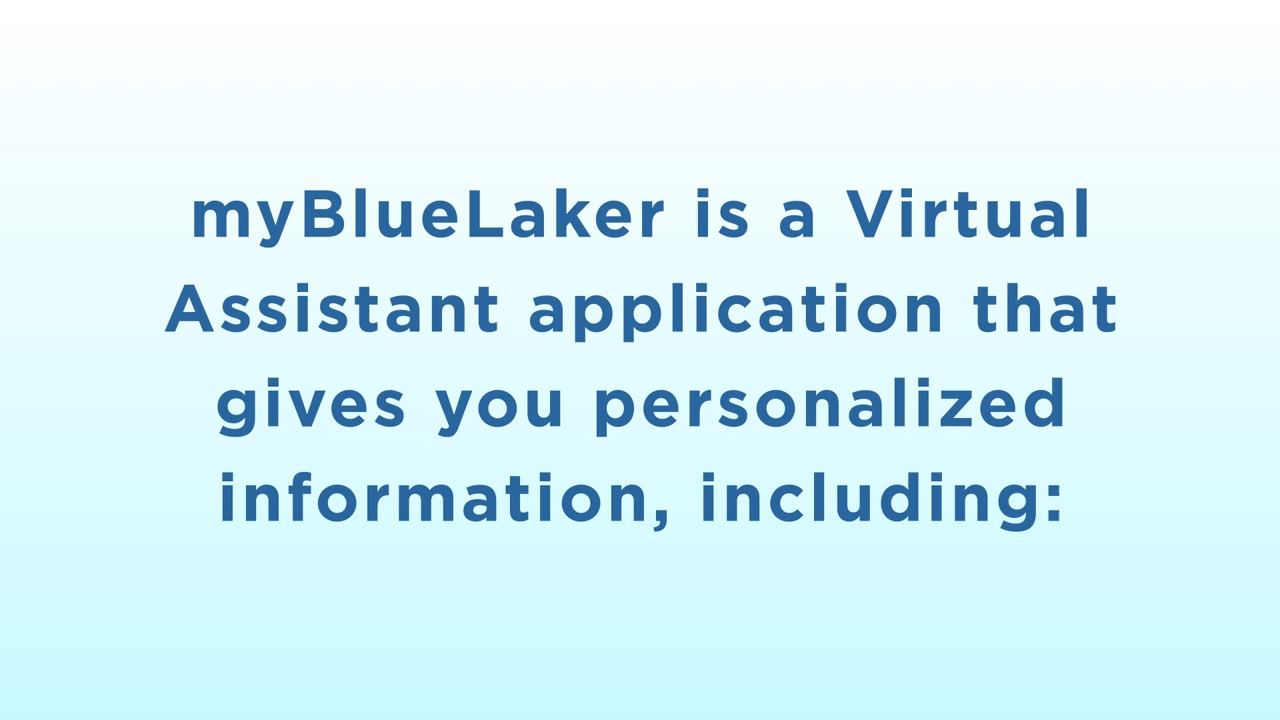 myBlueLaker is a Virtual
Assistant application that
gives you personalized
information, including: